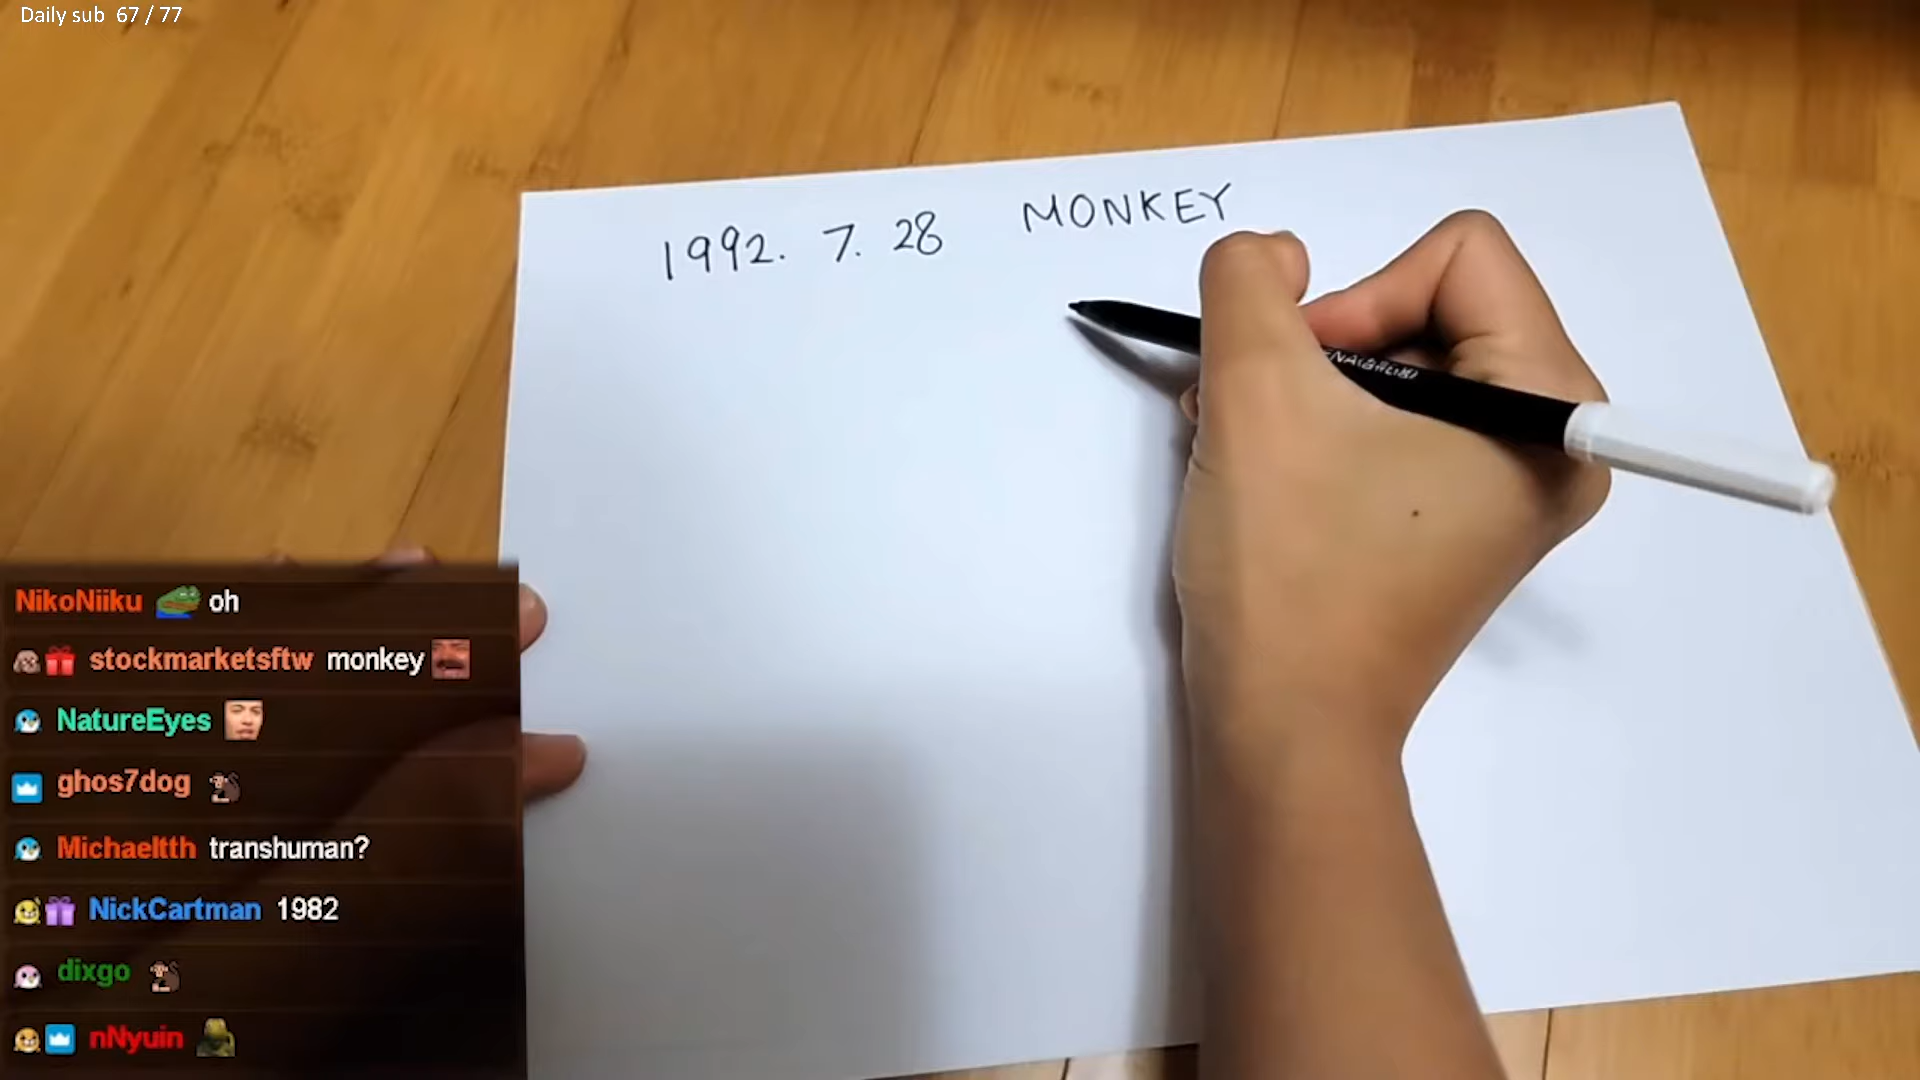 Daily sub 67 / 77
1992. 7. 28 MONKEY
NikoNiiku oh
stockmarketsftw monkey
NatureEyes
ghos7dog
Michaeltth transhuman?
NickCartman 1982
dixgo
nNyuin